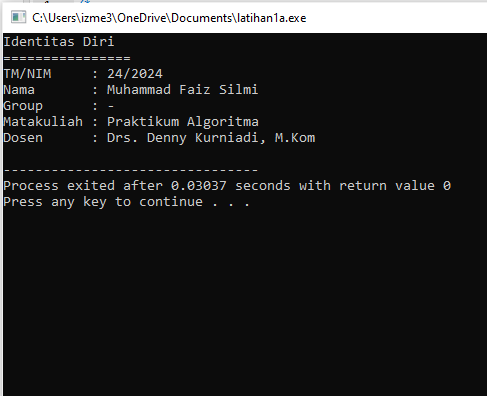 C:\Users\izme3\OneDrive\Documents\latihan1a.exe
Identitas Diri
================
TM/NIM     : 24/2024
Nama       : Muhammad Faiz Silmi
Group      : -
Matakuliah : Praktikum Algoritma
Dosen      : Drs. Denny Kurniadi, M.Kom
--------------------------------
Process exited after 0.03037 seconds with return value 0
Press any key to continue . . .